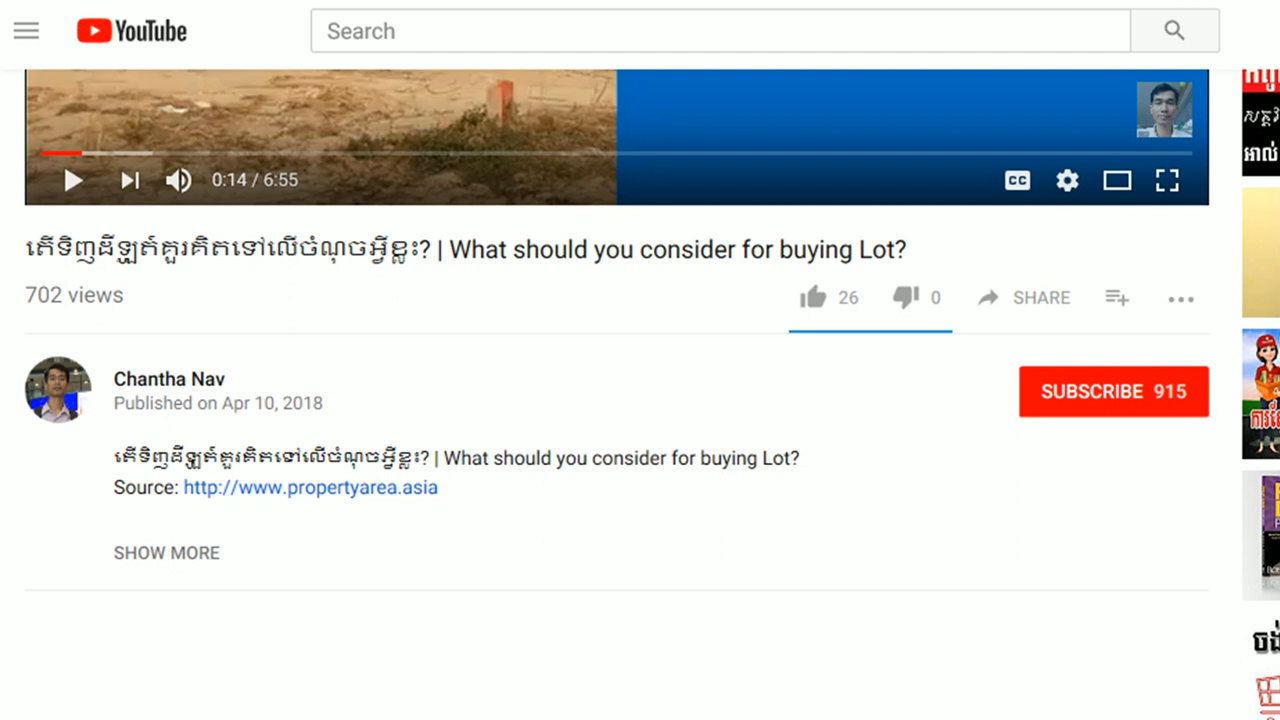 YouTube
Search
0:14 / 6:55
CC
តើទិញដីឡូត៍គួរគិតទៅលើចំណុចអ្វីខ្លះ? | What should you consider for buying Lot?
702 views
26
0
SHARE
Chantha Nav
Published on Apr 10, 2018
SUBSCRIBE 915
តើទិញដីឡូត៍គួរគិតទៅលើចំណុចអ្វីខ្លះ? | What should you consider for buying Lot?
Source: http://www.propertyarea.asia
SHOW MORE